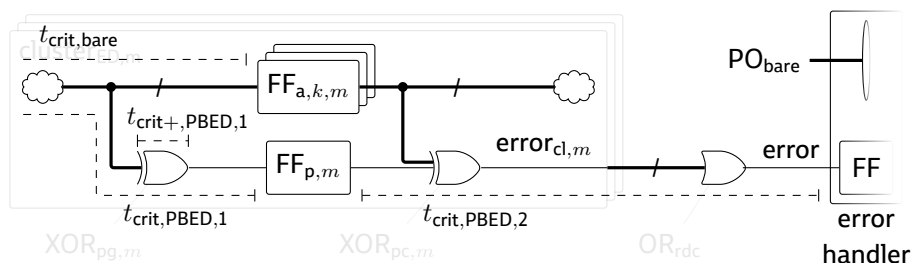 t_crit,bare
cluster_ED,m
PO_bare
FF_a,k,m
t_crit+,PBED,1
error_cl,m
error
FF_p,m
FF
t_crit,PBED,1
t_crit,PBED,2
error
handler
XOR_pg,m
XOR_pc,m
OR_rdc